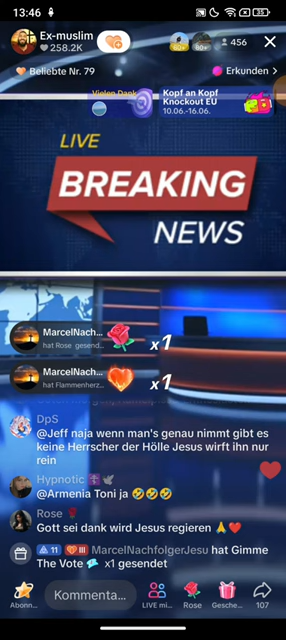 13:46
35
Ex-muslim
258.2K
60+
80+
456
Beliebte Nr. 79
Erkunden >
Vielen Dank
Kopf an Kopf
Knockout EU
10.06.-16.06.
LIVE
BREAKING
NEWS
MarcelNach...
hat Rose gesend..
x1
MarcelNach...
hat Flammenherz...
x1
DpS
@Jeff naja wenn man's genau nimmt gibt es
keine Herrscher der Hölle Jesus wirft ihn nur
rein
Hypnotic ✝️ 🕊
@Armenia Toni ja 🤣🤣🤣
Rose 🌹
Gott sei dank wird Jesus regieren 🙏❤️
11 III MarcelNachfolgerJesu hat Gimme
The Vote x1 gesendet
Abonn...
Kommenta...
LIVE mi...
Rose
Gesche...
107